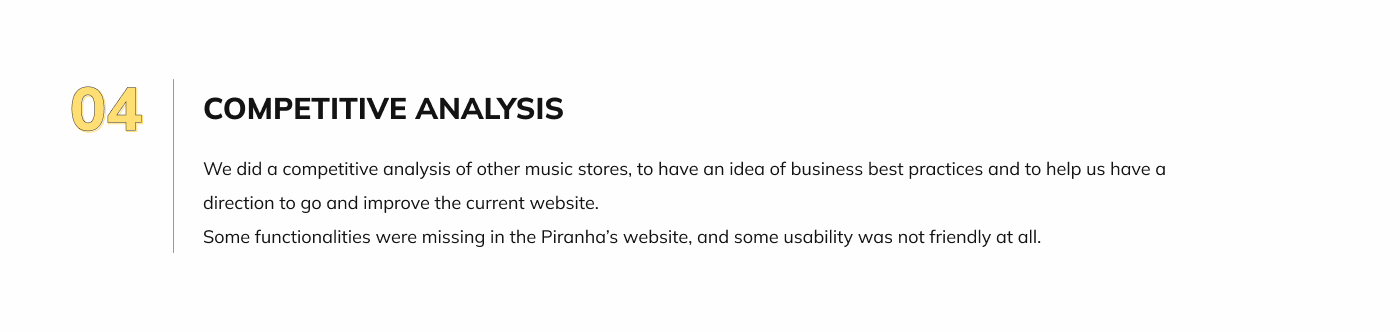 04
COMPETITIVE ANALYSIS
We did a competitive analysis of other music stores, to have an idea of business best practices and to help us have a
direction to go and improve the current website.
Some functionalities were missing in the Piranha’s website, and some usability was not friendly at all.